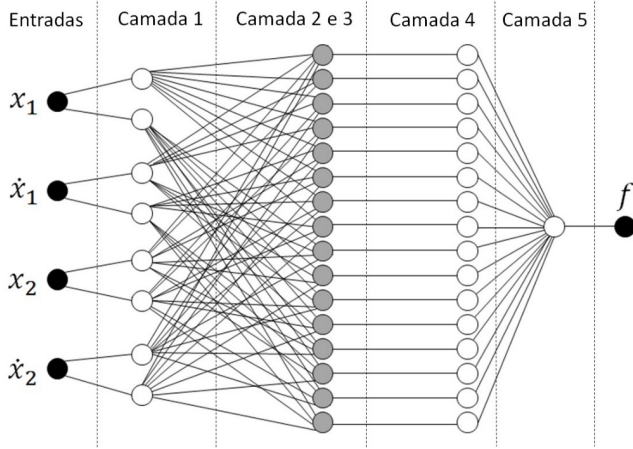 Entradas
Camada 1
Camada 2 e 3
Camada 4
Camada 5
x₁
ẋ₁
x₂
ẋ₂
f